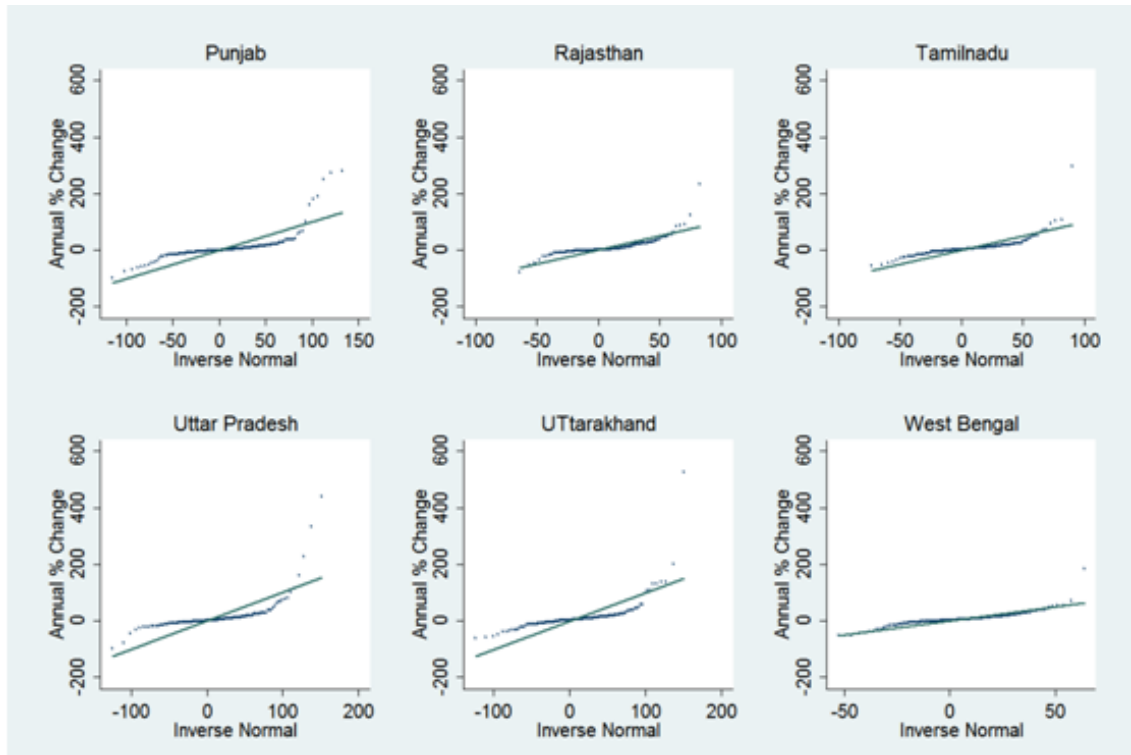 Punjab
600
400
200
0
-200
Annual % Change
-100 -50 0 50 100 150
Inverse Normal
Rajasthan
600
400
200
0
-200
Annual % Change
-100 -50 0 50 100
Inverse Normal
Tamilnadu
600
400
200
0
-200
Annual % Change
-100 -50 0 50 100
Inverse Normal
Uttar Pradesh
600
400
200
0
-200
Annual % Change
-100 0 100 200
Inverse Normal
UTtarakhand
600
400
200
0
-200
Annual % Change
-100 0 100 200
Inverse Normal
West Bengal
600
400
200
0
-200
Annual % Change
-50 0 50
Inverse Normal